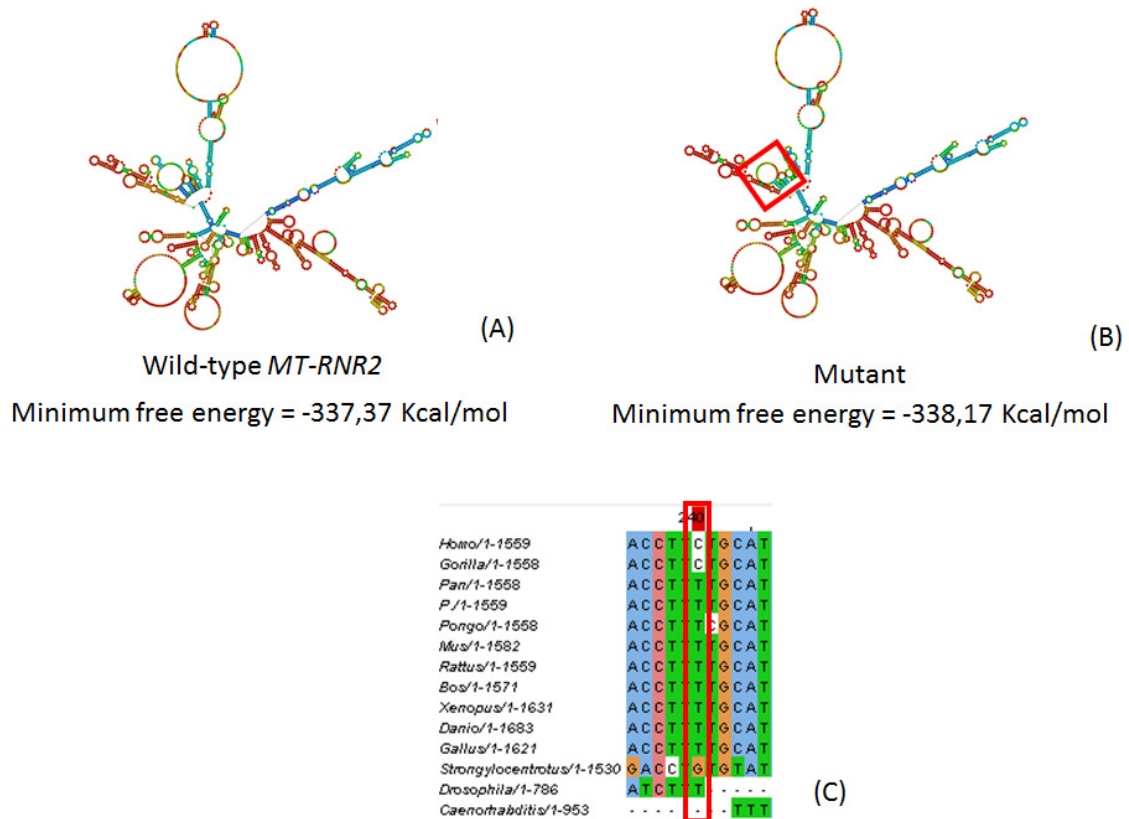 (A)
(B)
Wild-type MT-RNR2
Minimum free energy = -337,37 Kcal/mol
Mutant
Minimum free energy = -338,17 Kcal/mol
240
Homo/1-1559 A C C T T C T G C A T
Gorilla/1-1558 A C C T T C T G C A T
Pan/1-1558 A C C T T T T G C A T
P./1-1559 A C C T T T T G C A T
Pongo/1-1558 A C C T T T C G C A T
Mus/1-1582 A C C T T T T G C A T
Rattus/1-1559 A C C T T T T G C A T
Bos/1-1571 A C C T T T T G C A T
Xenopus/1-1631 A C C T T T T G C A T
Danio/1-1683 A C C T T T T G C A T
Gallus/1-1621 A C C T T T T G C A T
Strongylocentrotus/1-1530 G A C C T G T G T A T
Drosophila/1-786 A T C T T T - - - - -
Caenorhabditis/1-953 - - - - - - - - T T T
(C)